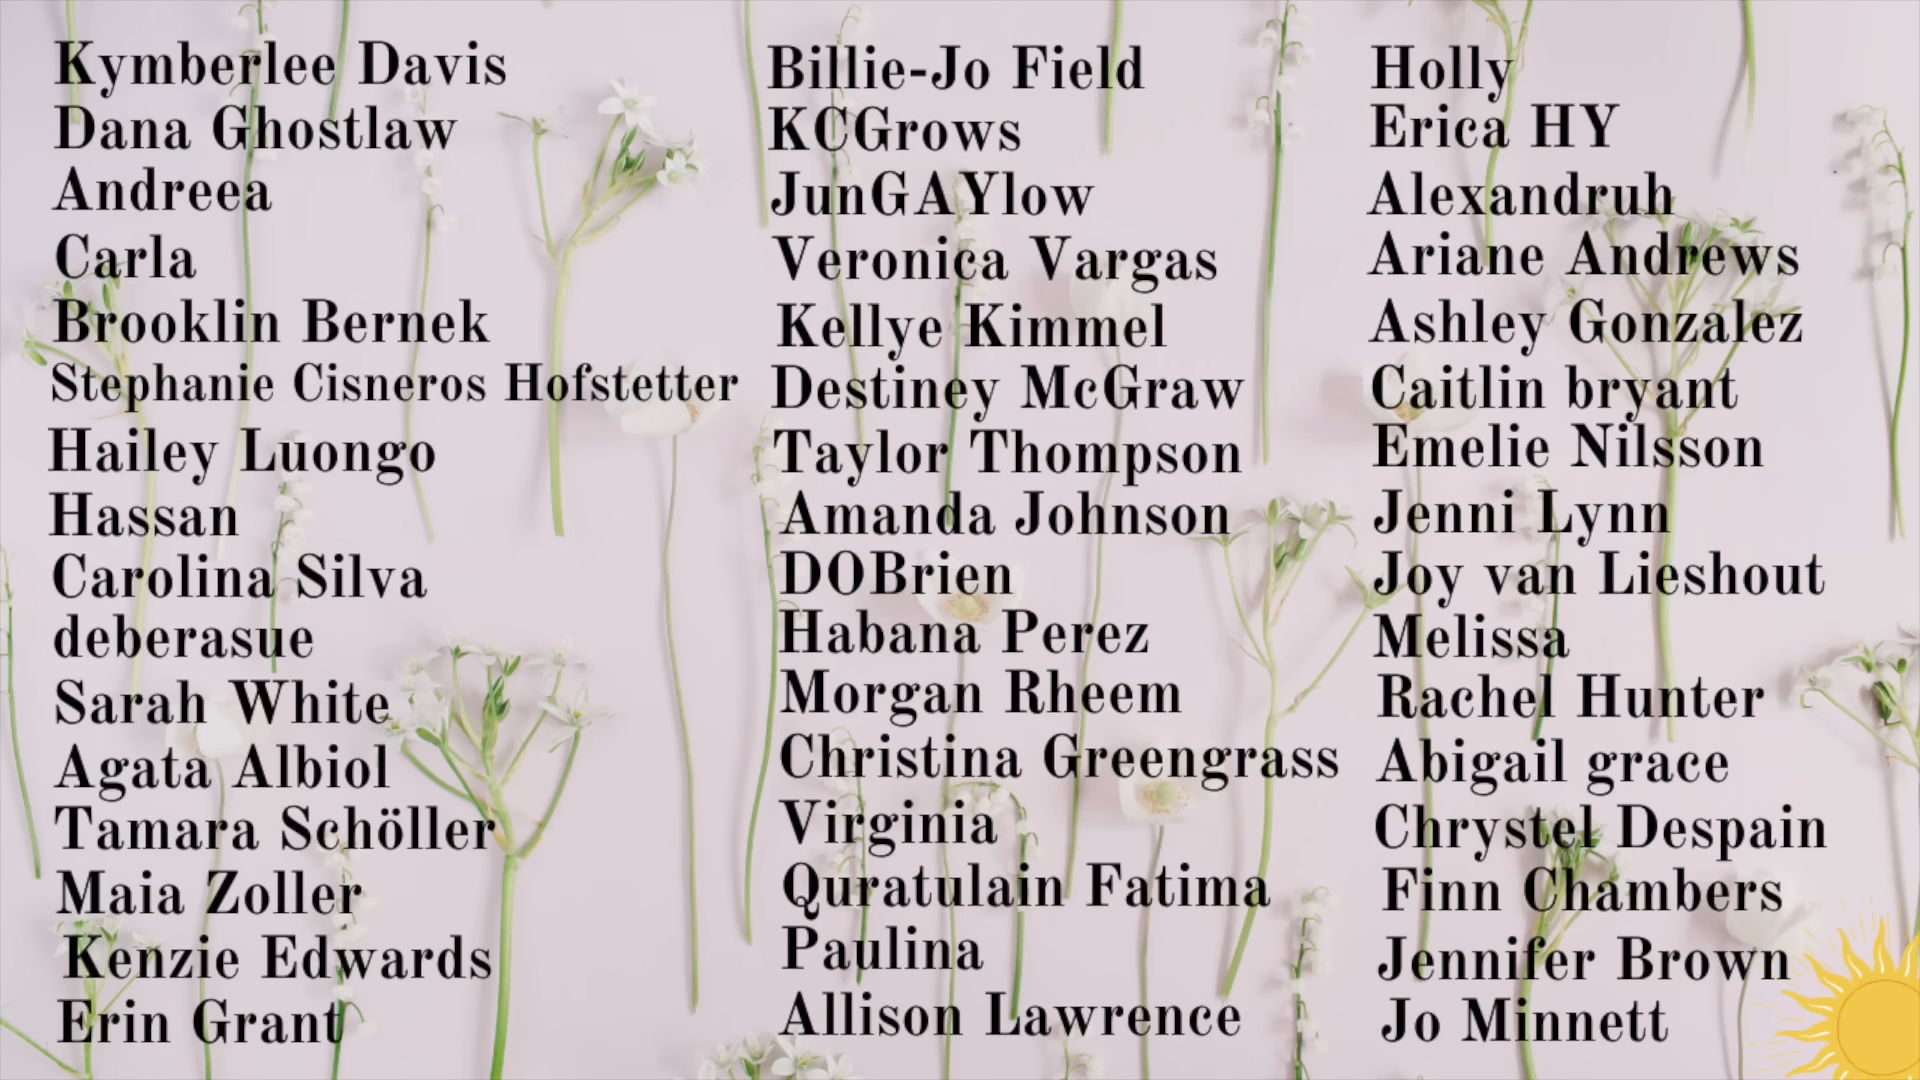 Kymberlee Davis
Dana Ghostlaw
Andreea
Carla
Brooklin Bernek
Stephanie Cisneros Hofstetter
Hailey Luongo
Hassan
Carolina Silva
deberasue
Sarah White
Agata Albiol
Tamara Schöller
Maia Zoller
Kenzie Edwards
Erin Grant
Billie-Jo Field
KCGrows
JunGAYlow
Veronica Vargas
Kellye Kimmel
Destiney McGraw
Taylor Thompson
Amanda Johnson
DOBrien
Habana Perez
Morgan Rheem
Christina Greengrass
Virginia
Quratulain Fatima
Paulina
Allison Lawrence
Holly
Erica HY
Alexandruh
Ariane Andrews
Ashley Gonzalez
Caitlin bryant
Emelie Nilsson
Jenni Lynn
Joy van Lieshout
Melissa
Rachel Hunter
Abigail grace
Chrystel Despain
Finn Chambers
Jennifer Brown
Jo Minnett